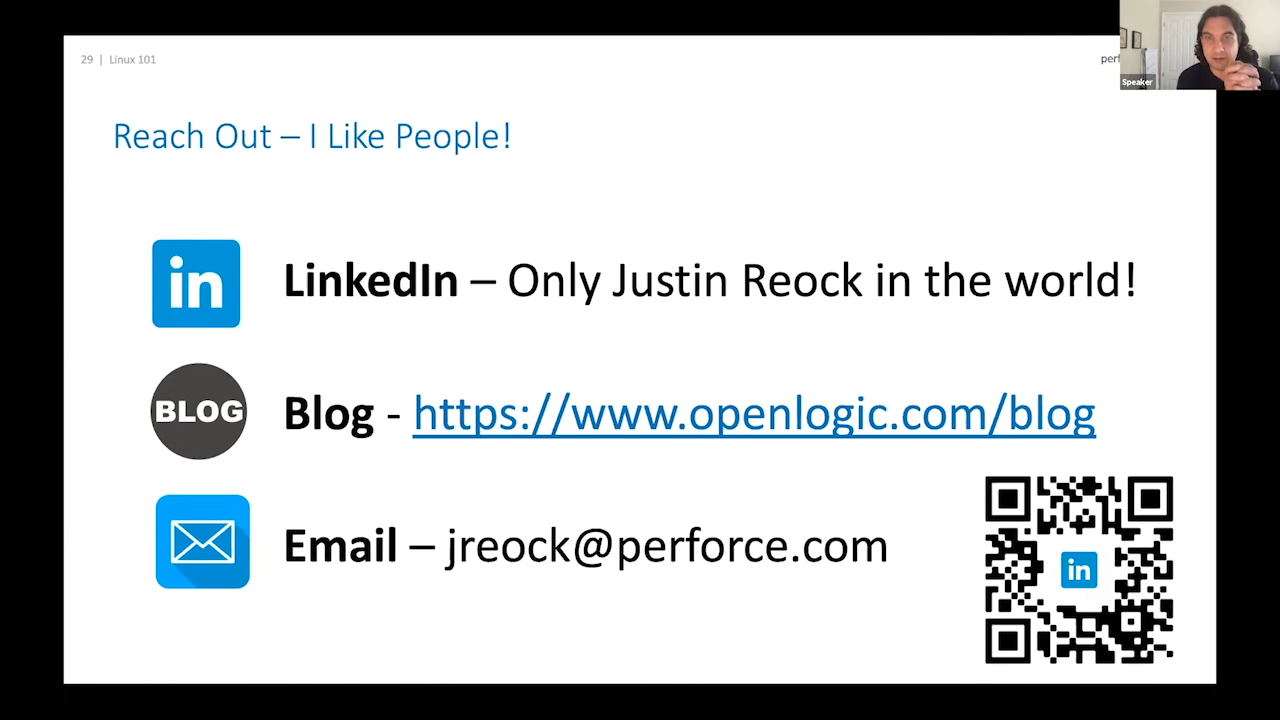 29 | Linux 101
Speaker
Reach Out – I Like People!
in
LinkedIn – Only Justin Reock in the world!
BLOG
Blog - https://www.openlogic.com/blog
Email – jreock@perforce.com
in